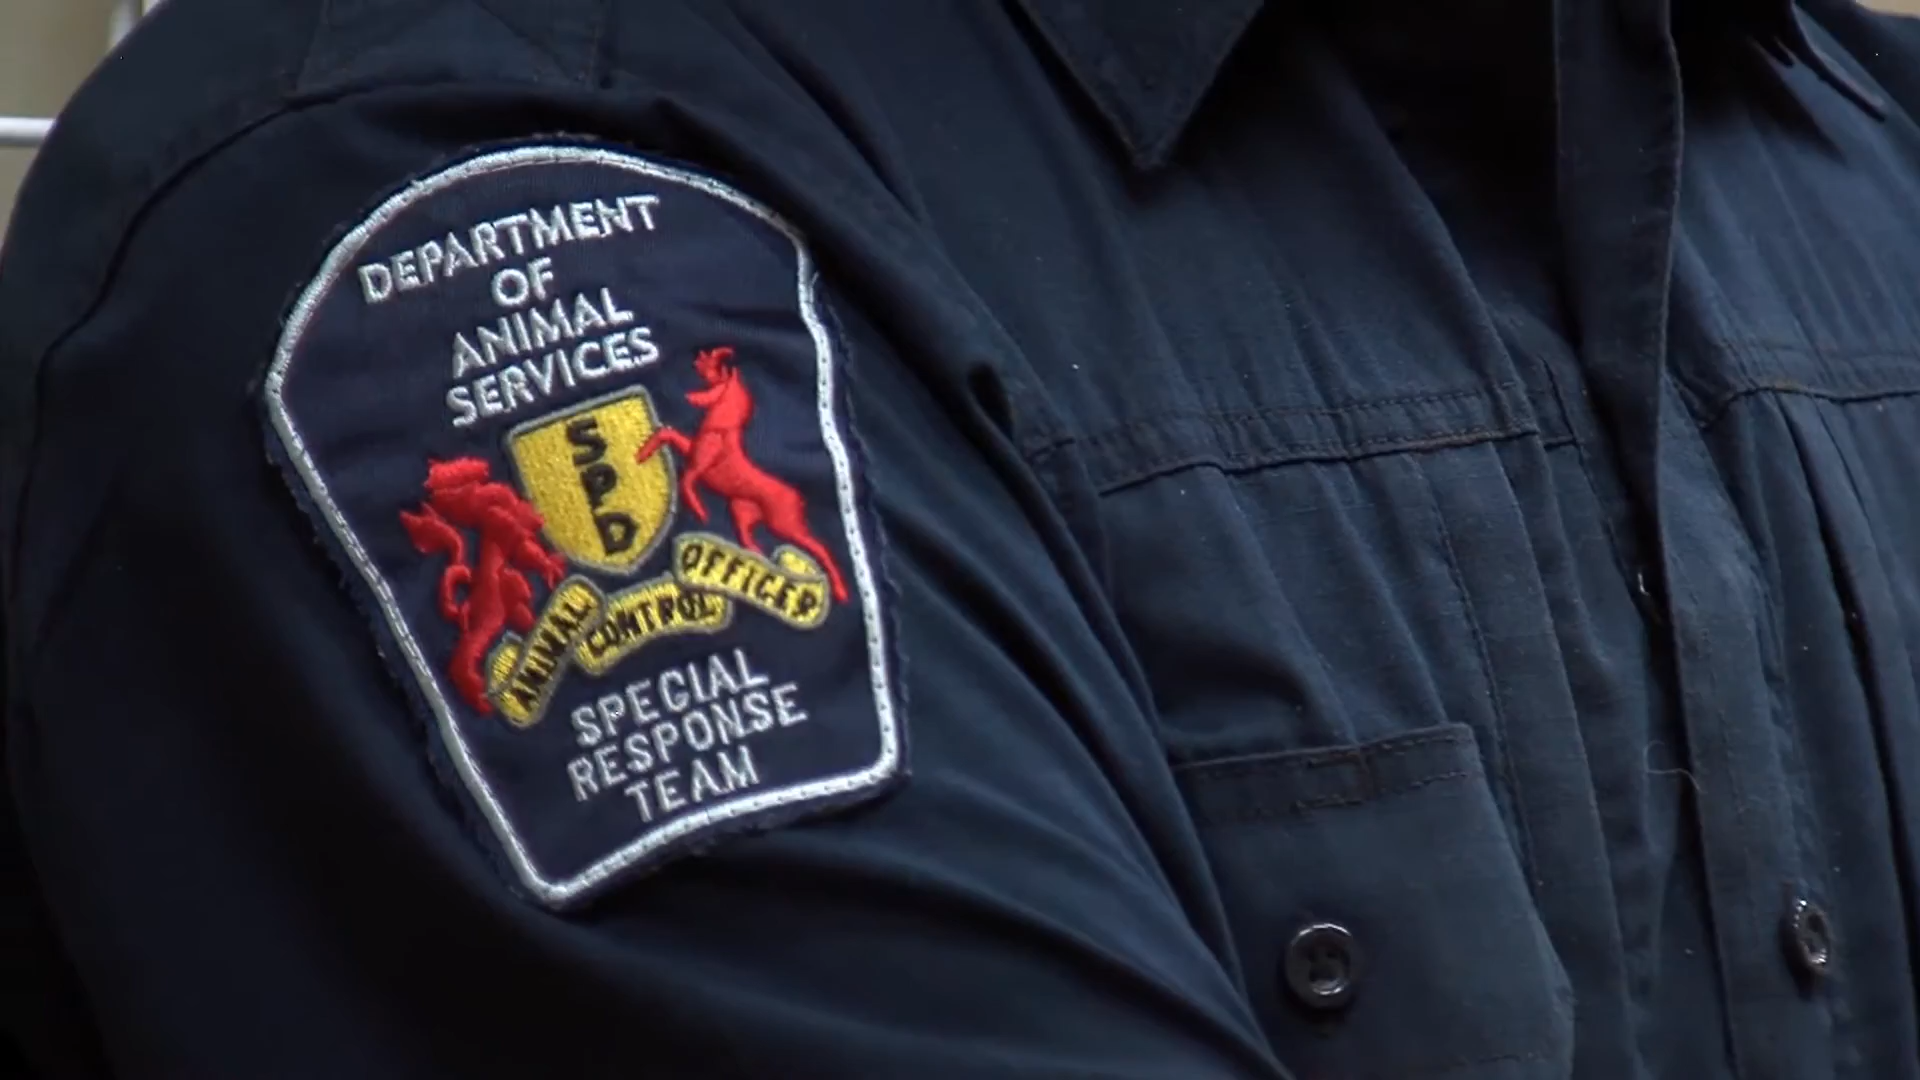 DEPARTMENT
OF
ANIMAL
SERVICES
SPD
ANIMAL CONTROL OFFICER
SPECIAL
RESPONSE
TEAM